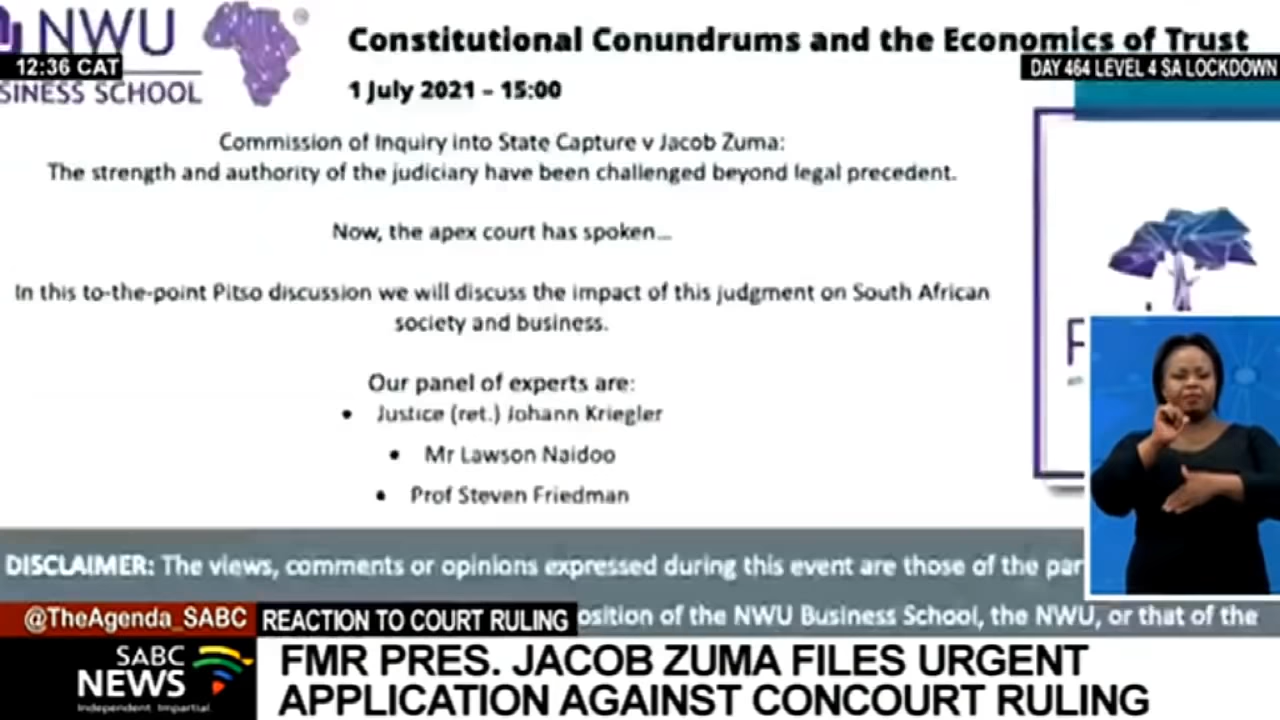 NWU
12:36 CAT
SINESS SCHOOL
Constitutional Conundrums and the Economics of Trust
DAY 464 LEVEL 4 SA LOCKDOWN
1 July 2021 – 15:00
Commission of Inquiry into State Capture v Jacob Zuma:
The strength and authority of the judiciary have been challenged beyond legal precedent.
Now, the apex court has spoken...
In this to-the-point Pitso discussion we will discuss the impact of this judgment on South African
society and business.
Our panel of experts are:
• Justice (ret.) Johann Kriegler
• Mr Lawson Naidoo
• Prof Steven Friedman
DISCLAIMER: The views, comments or opinions expressed during this event are those of the par
@TheAgenda_SABC
REACTION TO COURT RULING
osition of the NWU Business School, the NWU, or that of the
SABC
NEWS
Independent. Impartial.
FMR PRES. JACOB ZUMA FILES URGENT
APPLICATION AGAINST CONCOURT RULING